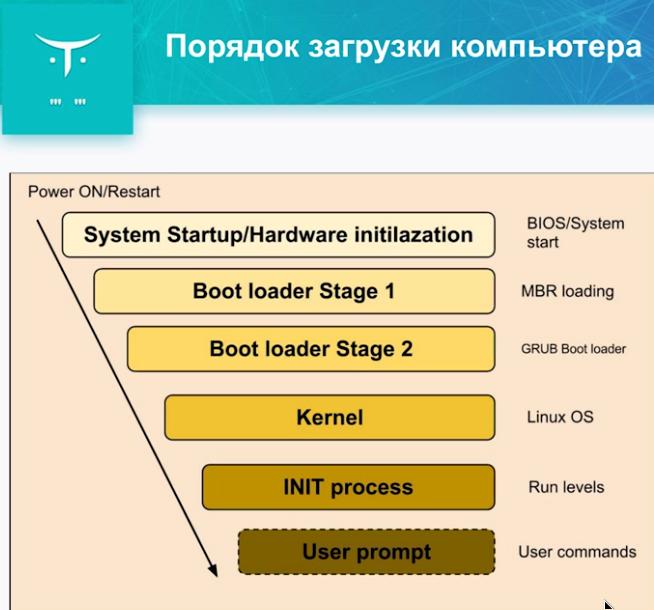 Порядок загрузки компьютера
Power ON/Restart
System Startup/Hardware initilazation
BIOS/System
start
Boot loader Stage 1
MBR loading
Boot loader Stage 2
GRUB Boot loader
Kernel
Linux OS
INIT process
Run levels
User prompt
User commands